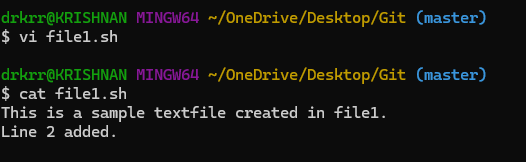 drkrr@KRISHNAN MINGW64 ~/OneDrive/Desktop/Git (master)
$ vi file1.sh
drkrr@KRISHNAN MINGW64 ~/OneDrive/Desktop/Git (master)
$ cat file1.sh
This is a sample textfile created in file1.
Line 2 added.